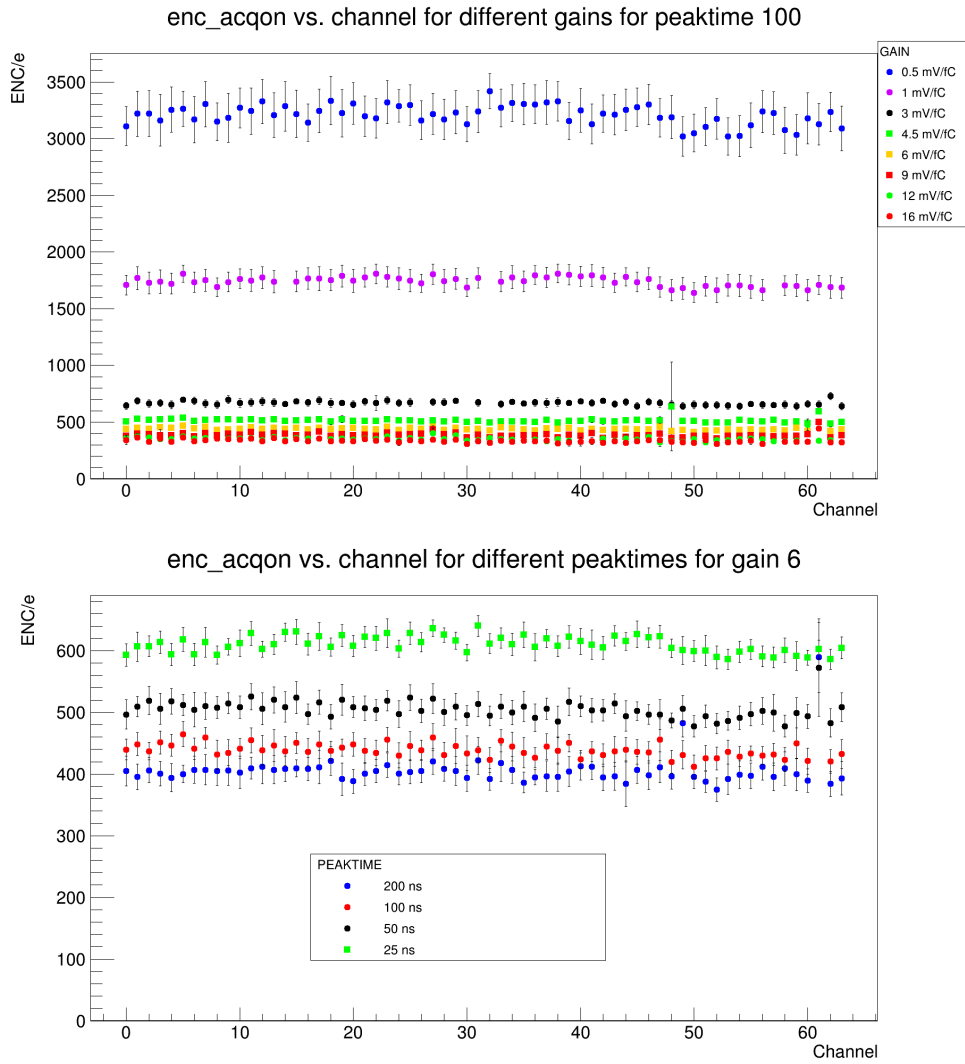 enc_acqon vs. channel for different gains for peaktime 100
ENC/e
3500
3000
2500
2000
1500
1000
500
0
0 10 20 30 40 50 60
Channel
GAIN
0.5 mV/fC
1 mV/fC
3 mV/fC
4.5 mV/fC
6 mV/fC
9 mV/fC
12 mV/fC
16 mV/fC
enc_acqon vs. channel for different peaktimes for gain 6
ENC/e
600
500
400
300
200
100
0
0 10 20 30 40 50 60
Channel
PEAKTIME
200 ns
100 ns
50 ns
25 ns